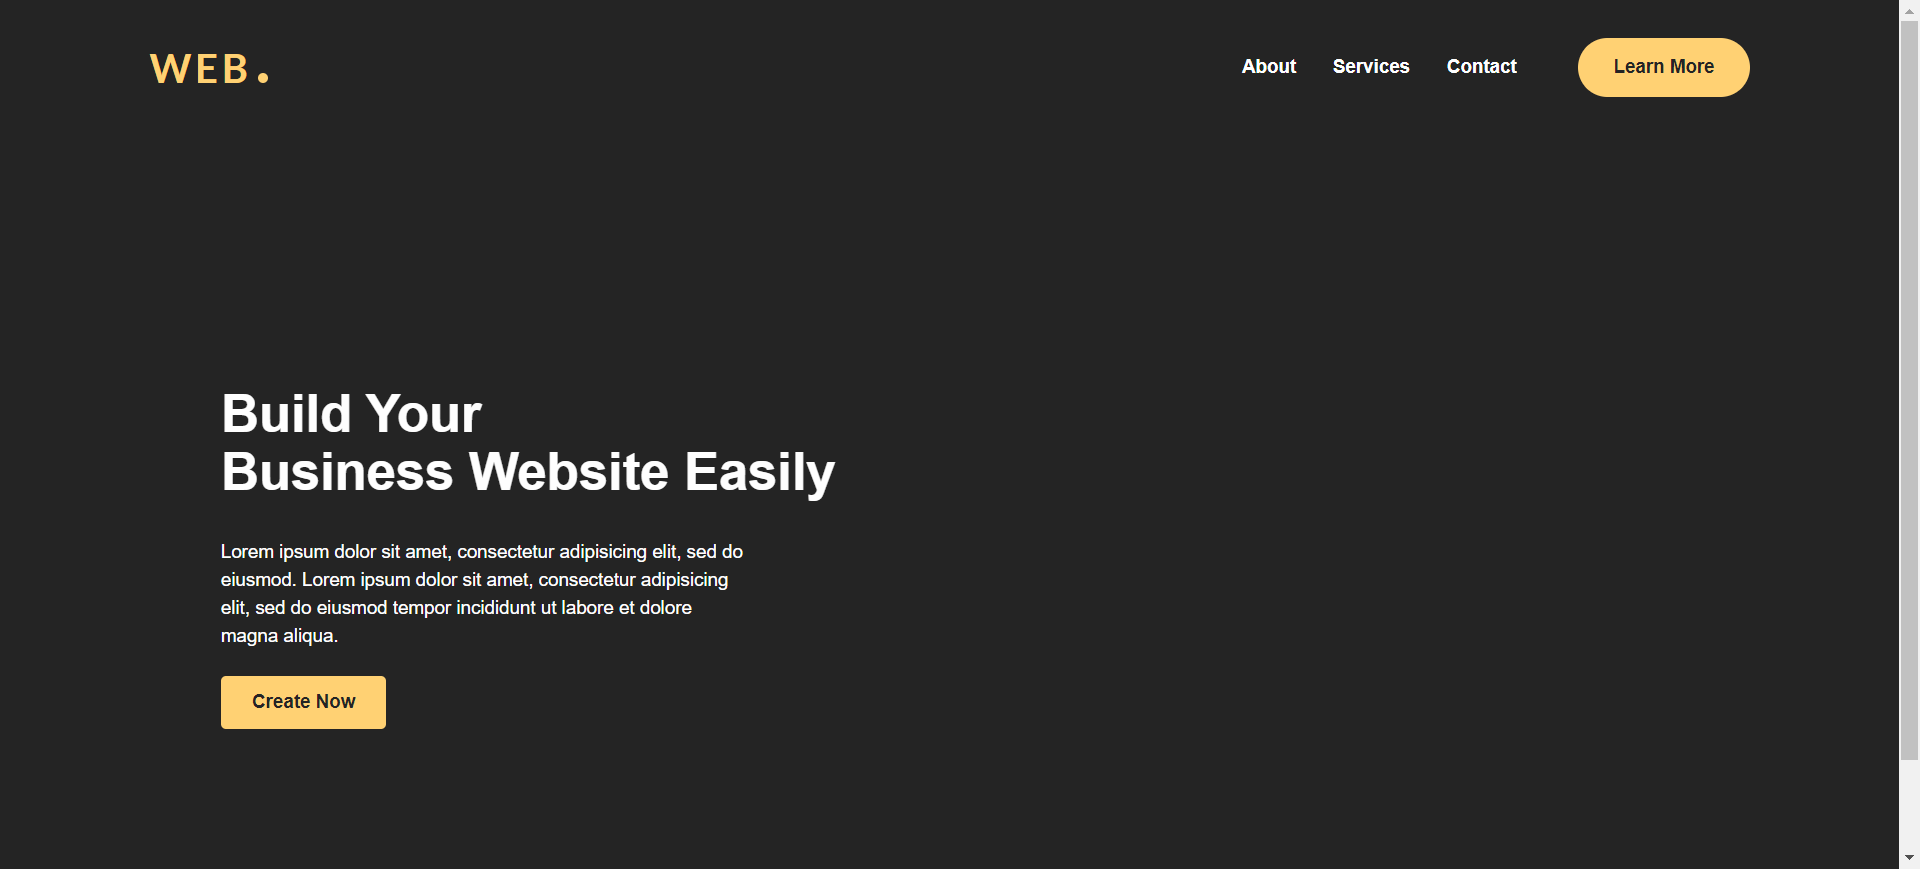 WEB.
About Services Contact Learn More
Build Your
Business Website Easily
Lorem ipsum dolor sit amet, consectetur adipisicing elit, sed do
eiusmod. Lorem ipsum dolor sit amet, consectetur adipisicing
elit, sed do eiusmod tempor incididunt ut labore et dolore
magna aliqua.
Create Now